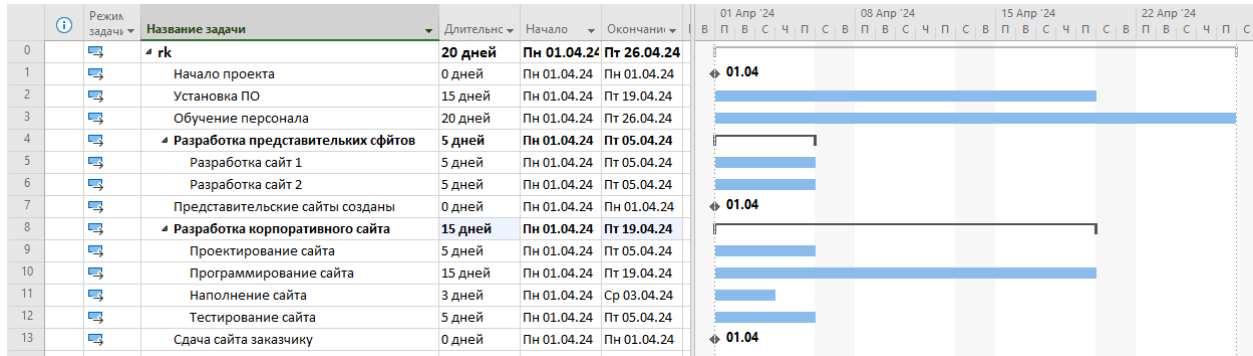 Режим задачи Название задачи Длительнс Начало Окончани 01 Апр '24 08 Апр '24 15 Апр '24 22 Апр '24
В П В С Ч П С В П В С Ч П С В П В С Ч П С В П В С Ч П С
0 rk 20 дней Пн 01.04.24 Пт 26.04.24
1 Начало проекта 0 дней Пн 01.04.24 Пн 01.04.24 01.04
2 Установка ПО 15 дней Пн 01.04.24 Пт 19.04.24
3 Обучение персонала 20 дней Пн 01.04.24 Пт 26.04.24
4 Разработка представительких сфйтов 5 дней Пн 01.04.24 Пт 05.04.24
5 Разработка сайт 1 5 дней Пн 01.04.24 Пт 05.04.24
6 Разработка сайт 2 5 дней Пн 01.04.24 Пт 05.04.24
7 Представительские сайты созданы 0 дней Пн 01.04.24 Пн 01.04.24 01.04
8 Разработка корпоративного сайта 15 дней Пн 01.04.24 Пт 19.04.24
9 Проектирование сайта 5 дней Пн 01.04.24 Пт 05.04.24
10 Программирование сайта 15 дней Пн 01.04.24 Пт 19.04.24
11 Наполнение сайта 3 дней Пн 01.04.24 Ср 03.04.24
12 Тестирование сайта 5 дней Пн 01.04.24 Пт 05.04.24
13 Сдача сайта заказчику 0 дней Пн 01.04.24 Пн 01.04.24 01.04